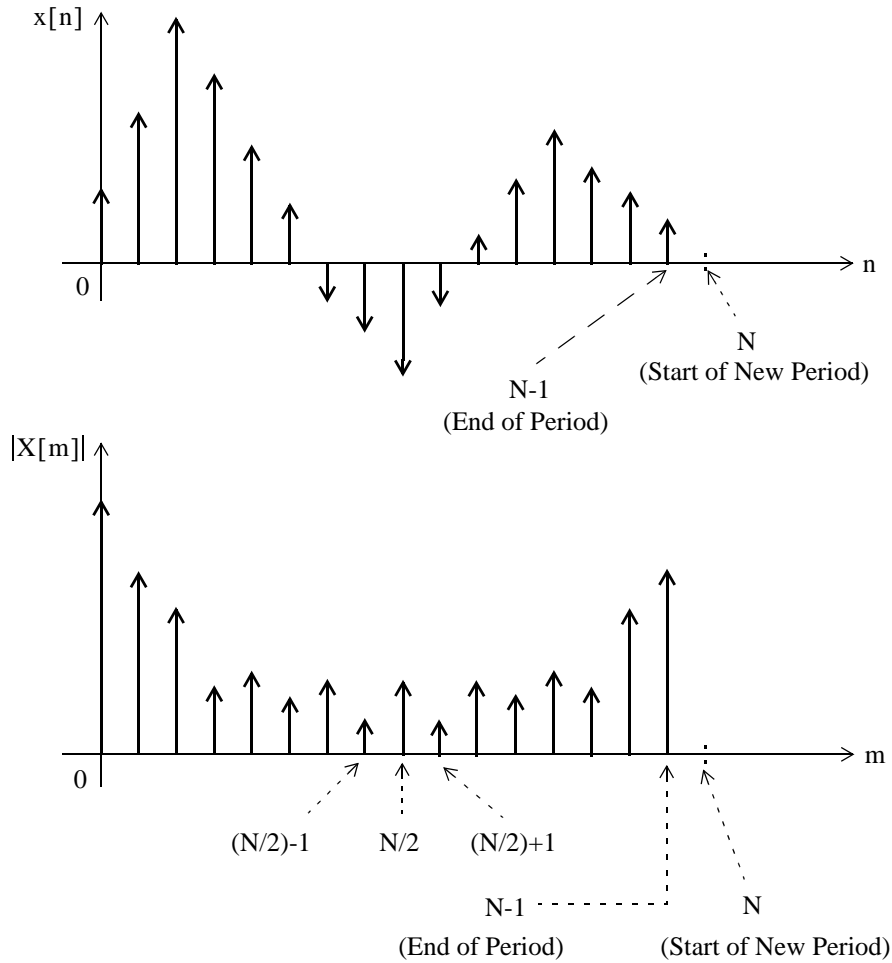 x[n]
0
n
N
(Start of New Period)
N-1
(End of Period)
|X[m]|
0
m
(N/2)-1
N/2
(N/2)+1
N-1
N
(End of Period)
(Start of New Period)